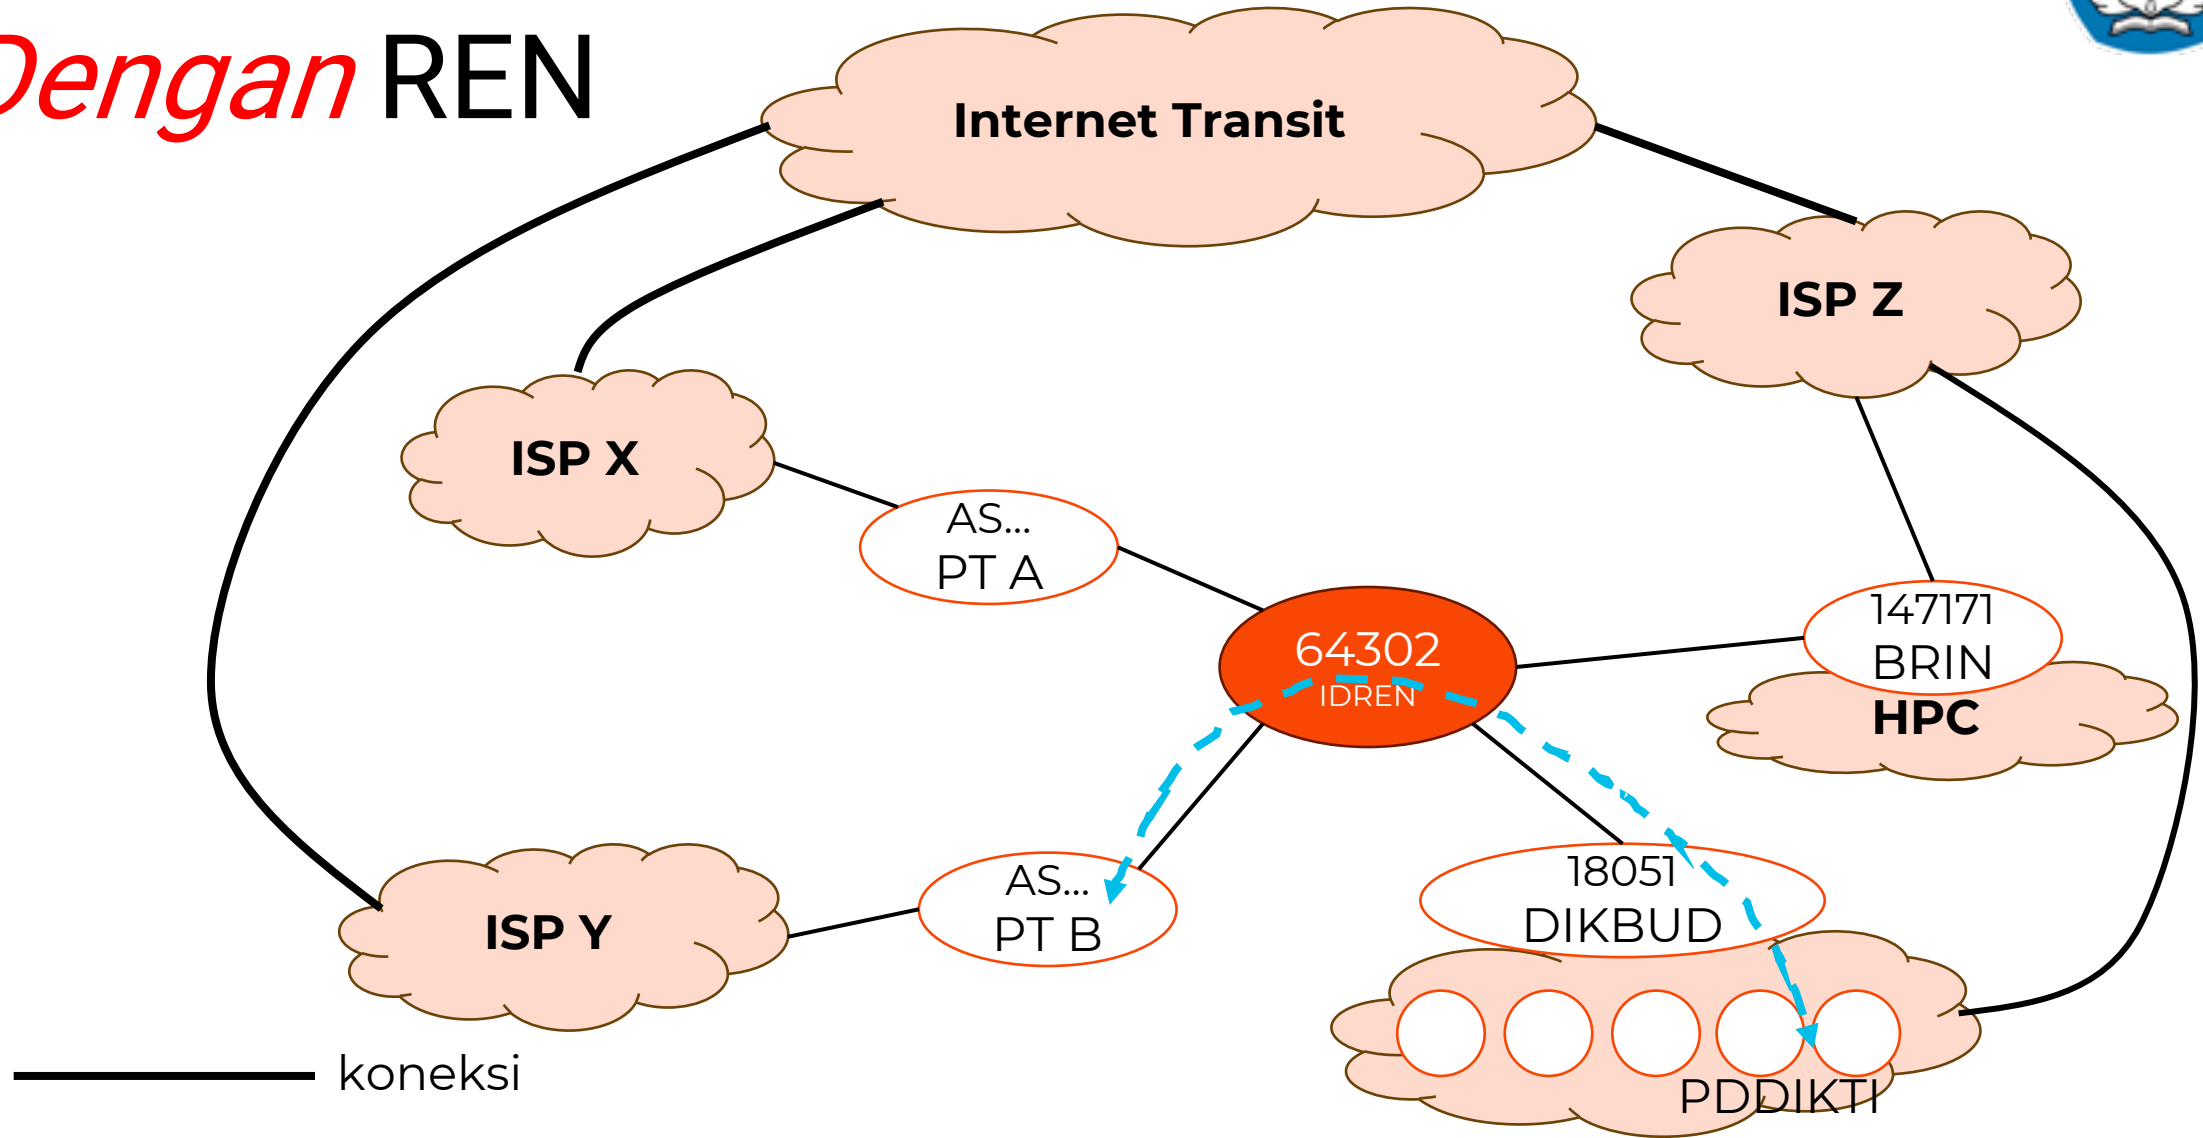 Dengan REN
Internet Transit
ISP Z
ISP X
AS...
PT A
64302
IDREN
147171
BRIN
HPC
AS...
PT B
18051
DIKBUD
ISP Y
koneksi
PDDIKTI